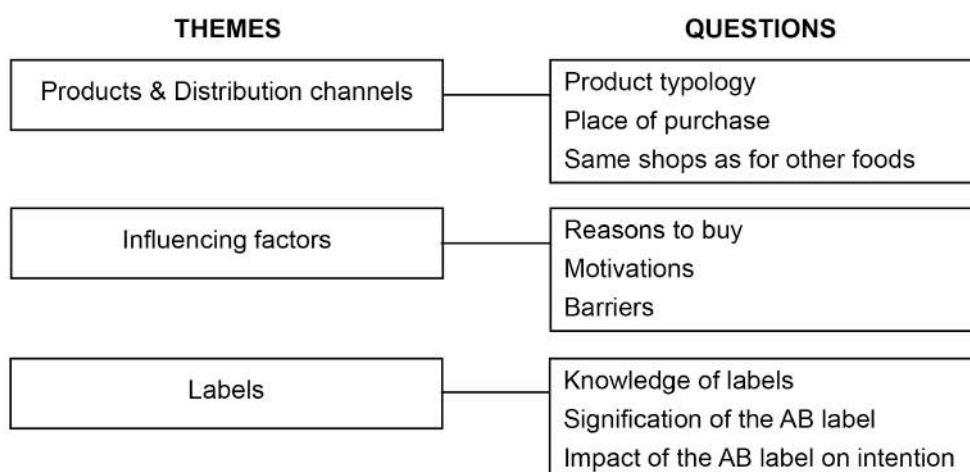 THEMES
QUESTIONS
Products & Distribution channels
Product typology
Place of purchase
Same shops as for other foods
Influencing factors
Reasons to buy
Motivations
Barriers
Labels
Knowledge of labels
Signification of the AB label
Impact of the AB label on intention